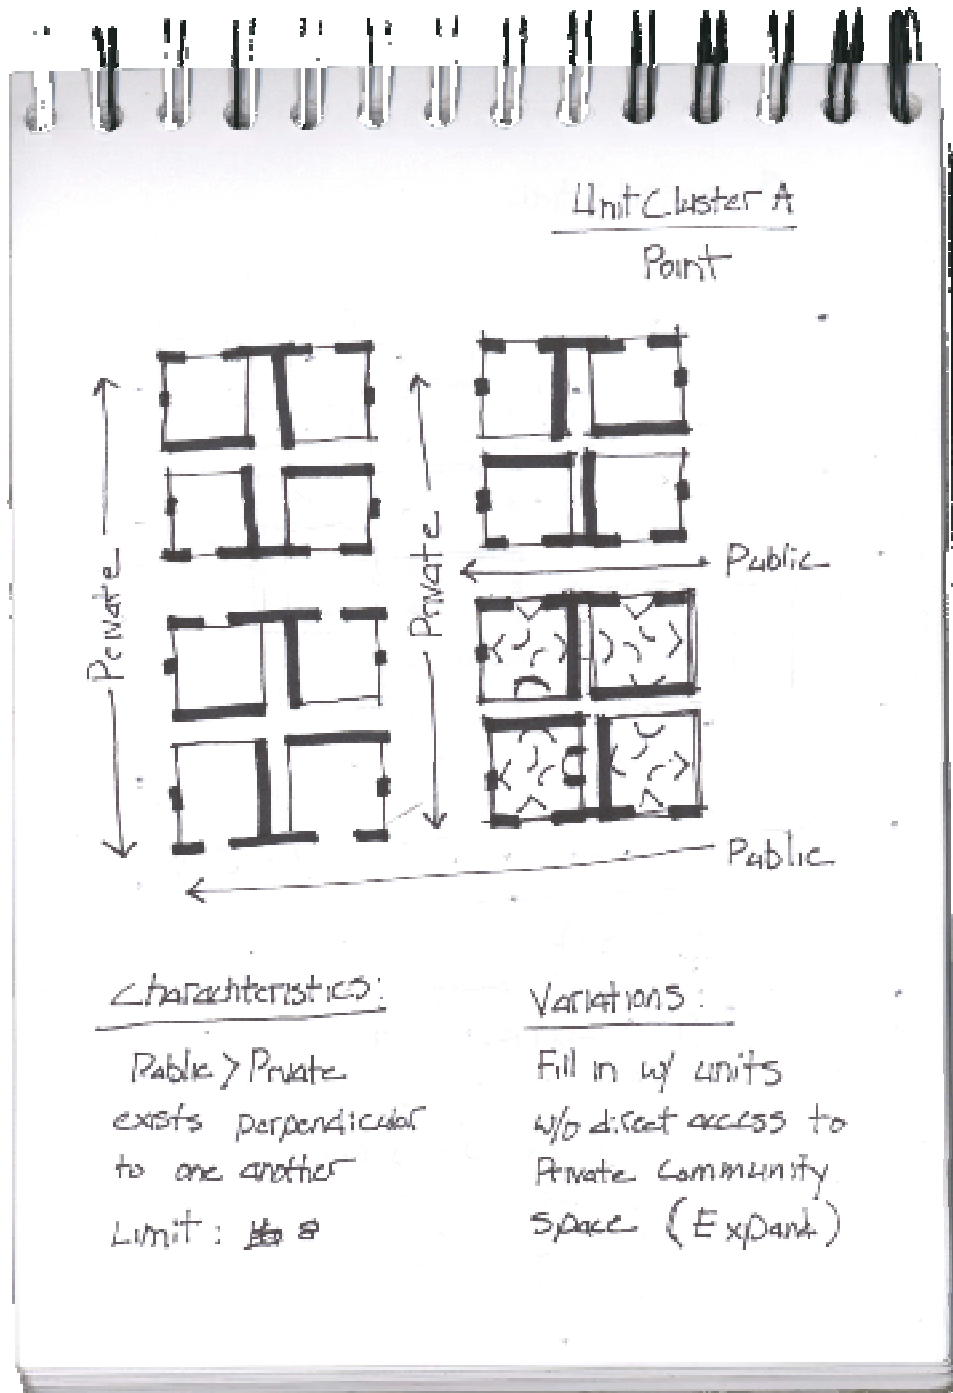 Unit Cluster A
Point
Private
Private
Public
Public
Charachteristics:
Public > Private
exists perpendicular
to one another
Limit: 8
Variations:
Fill in w/ units
w/o direct access to
Private Community
space (Expand)